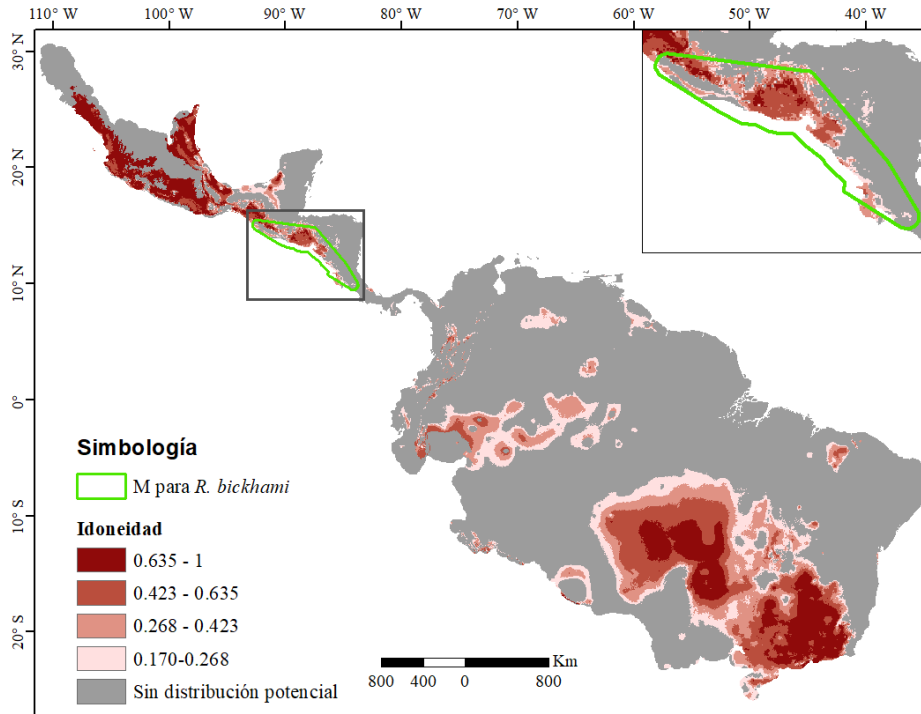 110° W 100° W 90° W 80° W 70° W 60° W 50° W 40° W
30° N
20° N
10° N
0°
10° S
20° S
Simbología
M para R. bickhami
Idoneidad
0.635 - 1
0.423 - 0.635
0.268 - 0.423
0.170-0.268
Sin distribución potencial
Km
800 400 0 800